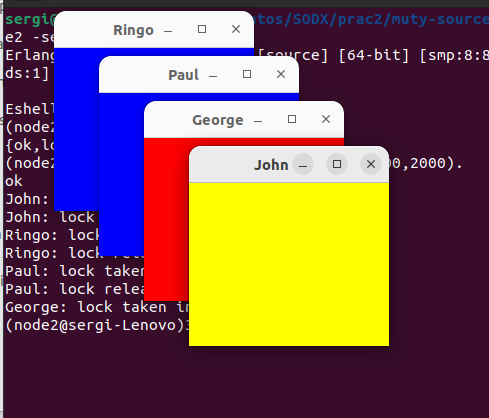 sergi@ ntos/SODX/prac2/muty-source
Ringo
e2 -se
Erlang [source] [64-bit] [smp:8:8
Paul
ds:1]
Eshell
George
(node2
{ok,lo
John
(node2 00,2000).
ok
John:
John: lock
Ringo: lock
Ringo: lock rele
Paul: lock taken
Paul: lock relea
George: lock taken in
(node2@sergi-Lenovo)3